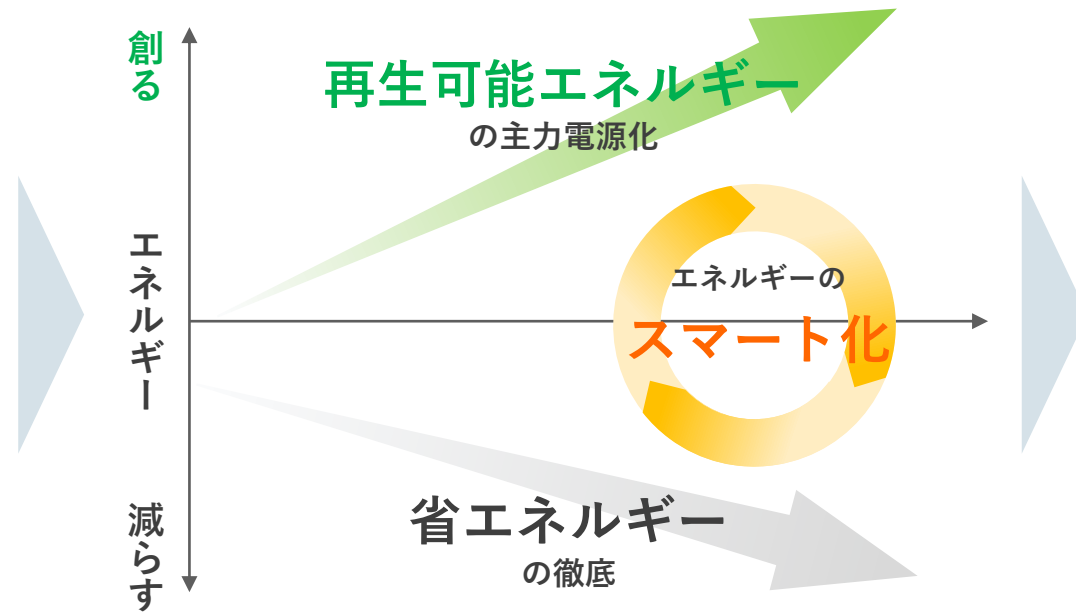 創る
再生可能エネルギー
の主力電源化
エネルギー
エネルギーの
スマート化
減らす
省エネルギー
の徹底